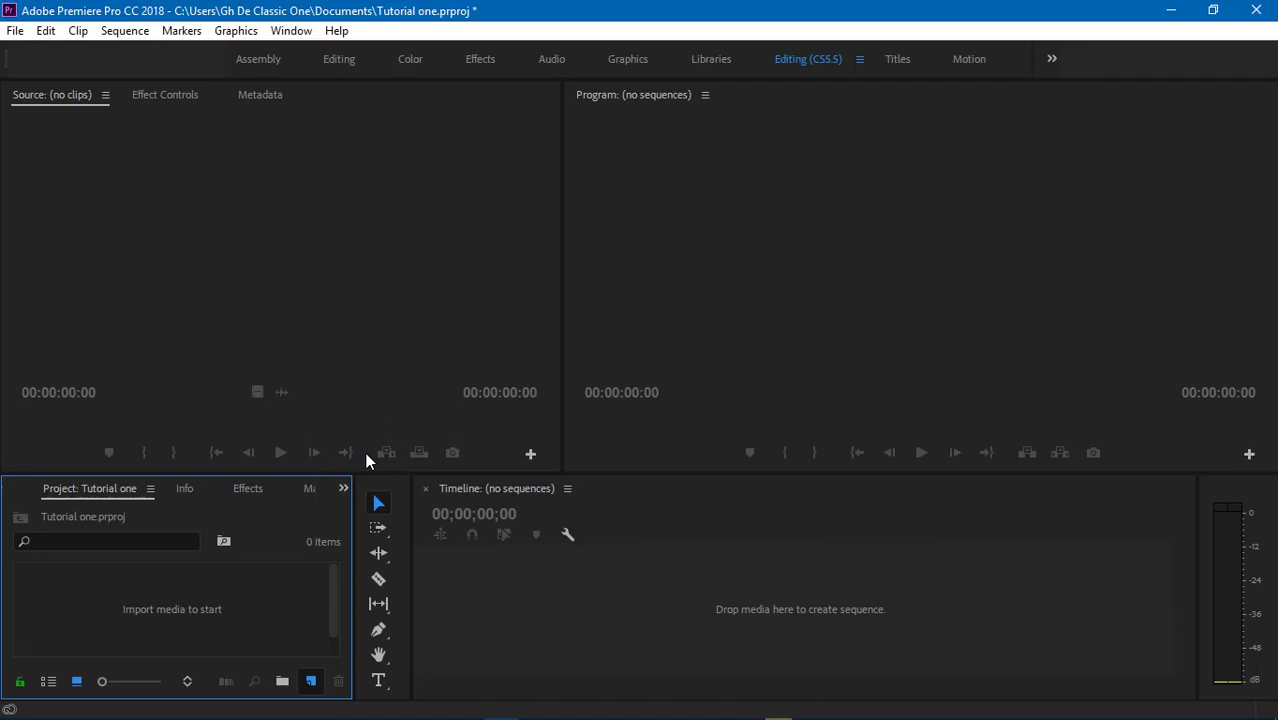 Pr Adobe Premiere Pro CC 2018 - C:\Users\Gh De Classic One\Documents\Tutorial one.prproj *
File Edit Clip Sequence Markers Graphics Window Help
Assembly Editing Color Effects Audio Graphics Libraries Editing (CS5.5) Titles Motion
Source: (no clips) Effect Controls Metadata
Program: (no sequences)
00:00:00:00 00:00:00:00
00:00:00:00 00:00:00:00
Project: Tutorial one Info Effects Ma
Timeline: (no sequences)
Tutorial one.prproj
00;00;00;00
0 Items
Import media to start
Drop media here to create sequence.
0
-12
-24
-36
-48
dB
T